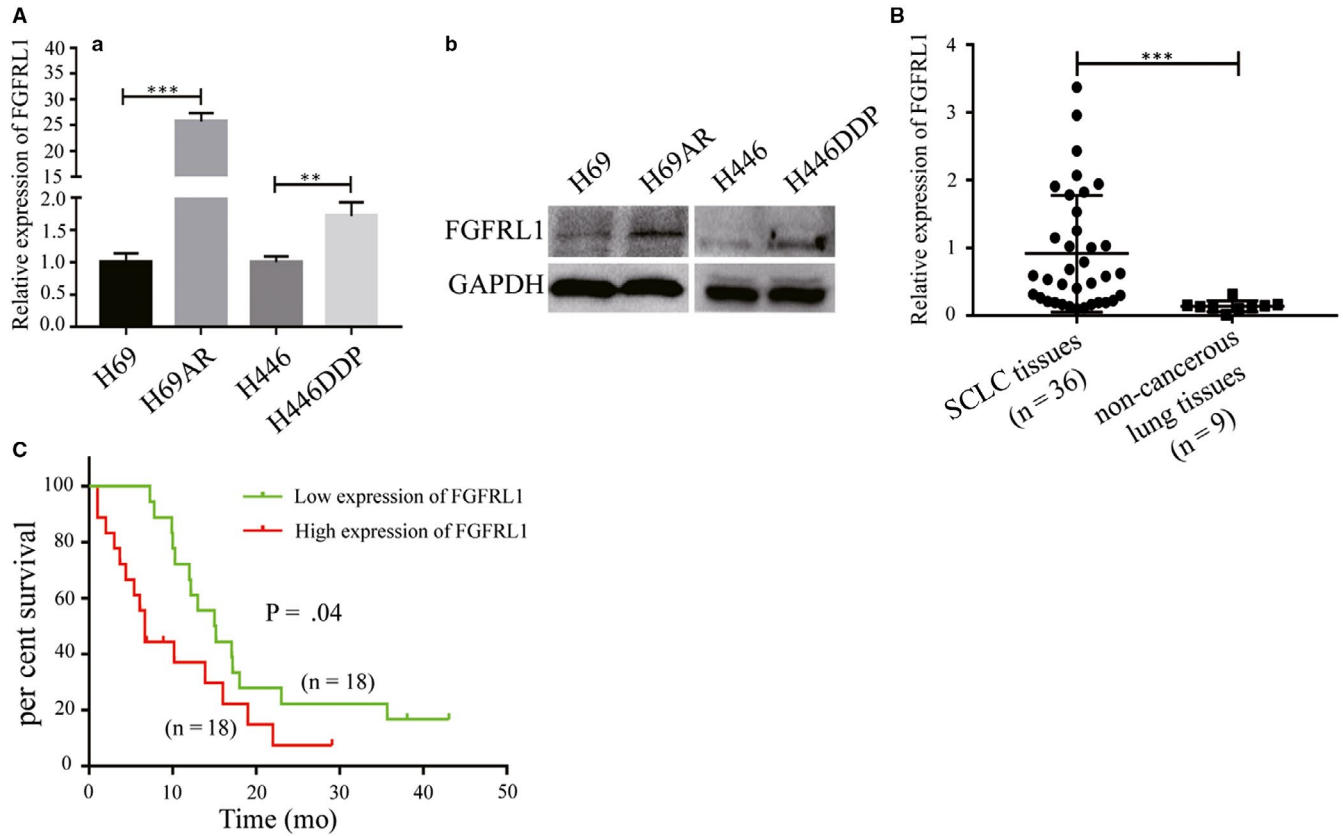 A
a
Relative expression of FGFRL1
40
35
30
25
20
15
2.0
1.5
1.0
0.5
0.0
***
**
H69
H69AR
H446
H446DDP
b
H69
H69AR
H446
H446DDP
FGFRL1
GAPDH
B
Relative expression of FGFRL1
4
3
2
1
0
***
SCLC tissues
(n = 36)
non-cancerous
lung tissues
(n = 9)
C
per cent survival
100
80
60
40
20
0
Low expression of FGFRL1
High expression of FGFRL1
P = .04
(n = 18)
(n = 18)
0 10 20 30 40 50
Time (mo)